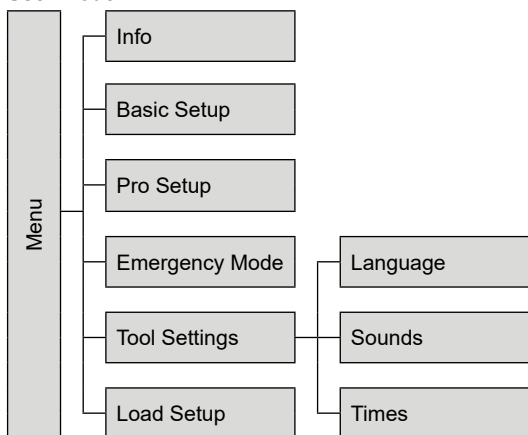 Menu
Info
Basic Setup
Pro Setup
Emergency Mode
Tool Settings
Load Setup
Language
Sounds
Times